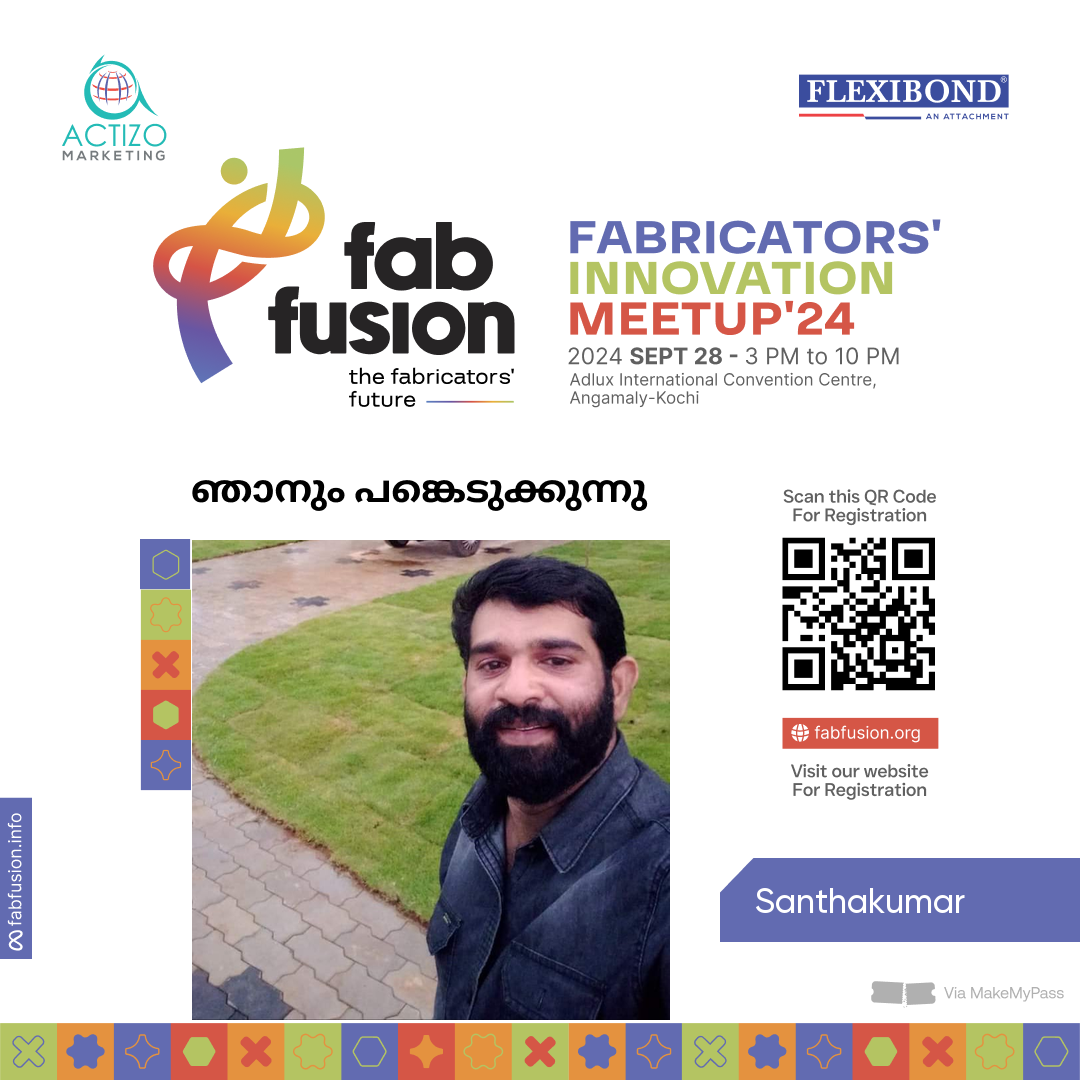 ACTIZO
MARKETING
FLEXIBOND®
AN ATTACHMENT
fab
fusion
the fabricators'
future
FABRICATORS'
INNOVATION
MEETUP'24
2024 SEPT 28 - 3 PM to 10 PM
Adlux International Convention Centre,
Angamaly-Kochi
ഞാനും പങ്കെടുക്കുന്നു
Scan this QR Code
For Registration
fabfusion.org
Visit our website
For Registration
fabfusion.info
Santhakumar
Via MakeMyPass